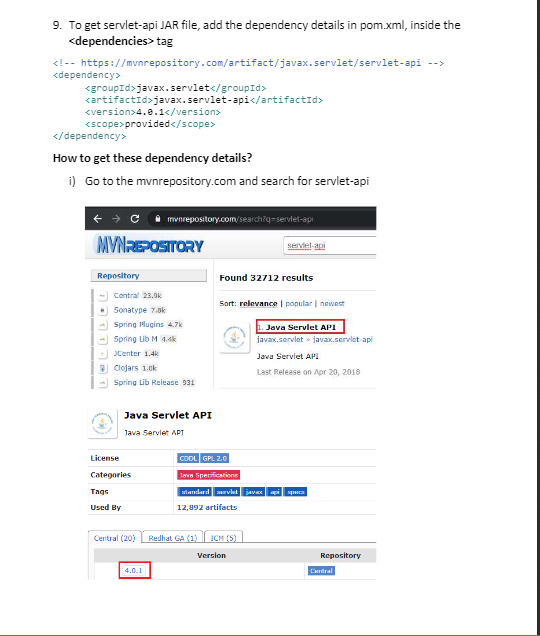 9. To get servlet-api JAR file, add the dependency details in pom.xml, inside the
<dependencies> tag
<!-- https://mvnrepository.com/artifact/javax.servlet/servlet-api -->
<dependency>
<groupId>javax.servlet</groupId>
<artifactId>javax.servlet-api</artifactId>
<version>4.0.1</version>
<scope>provided</scope>
</dependency>
How to get these dependency details?
i) Go to the mvnrepository.com and search for servlet-api
mvnrepository.com/search?q=servlet-api
MVNREPOSITORY
servlet-api
Repository
Central 23.9k
Sonatype 7.8k
Spring Plugins 4.7k
Spring Lib M 4.4k
JCenter 1.4k
Clojars 1.0k
Spring Lib Release 931
Found 32712 results
Sort: relevance | popular | newest
1. Java Servlet API
javax.servlet » javax.servlet-api
Java Servlet API
Last Release on Apr 20, 2018
Java Servlet API
Java Servlet API
License CDDL GPL 2.0
Categories Java Specifications
Tags standard servlet javax api specs
Used By 12,892 artifacts
Central (20) Redhat GA (1) ICM (5)
Version Repository
4.0.1 Central